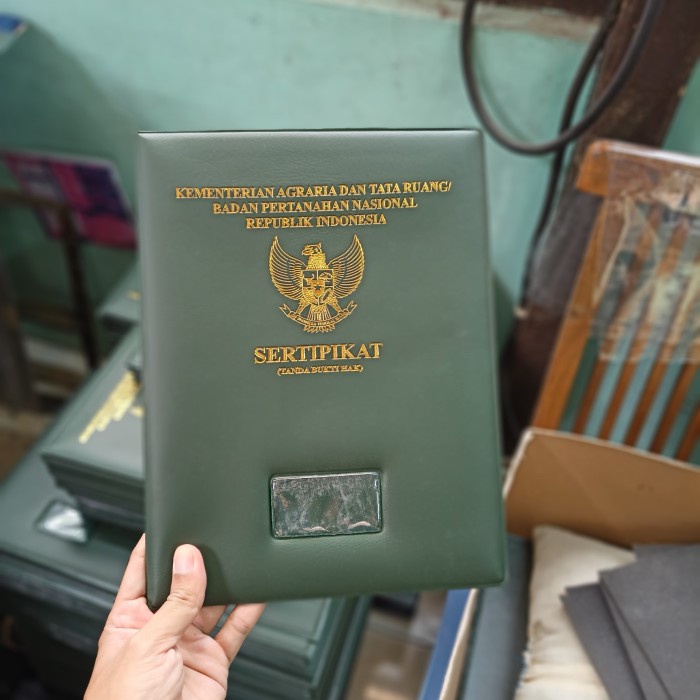 KEMENTERIAN AGRARIA DAN TATA RUANG/
BADAN PERTANAHAN NASIONAL
REPUBLIK INDONESIA
SERTIPIKAT
(TANDA BUKTI HAK)